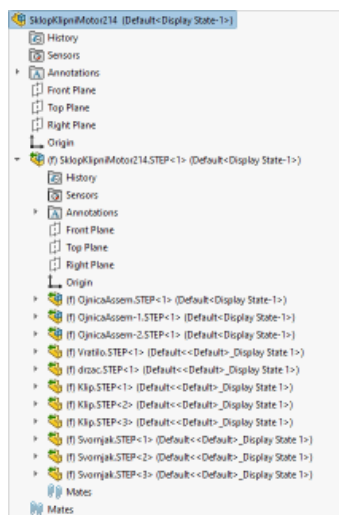 SklopKlipniMotor214 (Default<Display State-1>)
History
Sensors
Annotations
Front Plane
Top Plane
Right Plane
Origin
(f) SklopKlipniMotor214.STEP<1> (Default<Display State-1>)
History
Sensors
Annotations
Front Plane
Top Plane
Right Plane
Origin
(f) OjnicaAssem.STEP<1> (Default<Display State-1>)
(f) OjnicaAssem-1.STEP<1> (Default<Display State-1>)
(f) OjnicaAssem-2.STEP<1> (Default<Display State-1>)
(f) Vratilo.STEP<1> (Default<<Default>_Display State 1>)
(f) drzac.STEP<1> (Default<<Default>_Display State 1>)
(f) Klip.STEP<1> (Default<<Default>_Display State 1>)
(f) Klip.STEP<2> (Default<<Default>_Display State 1>)
(f) Klip.STEP<3> (Default<<Default>_Display State 1>)
(f) Svornjak.STEP<1> (Default<<Default>_Display State 1>)
(f) Svornjak.STEP<2> (Default<<Default>_Display State 1>)
(f) Svornjak.STEP<3> (Default<<Default>_Display State 1>)
Mates
Mates